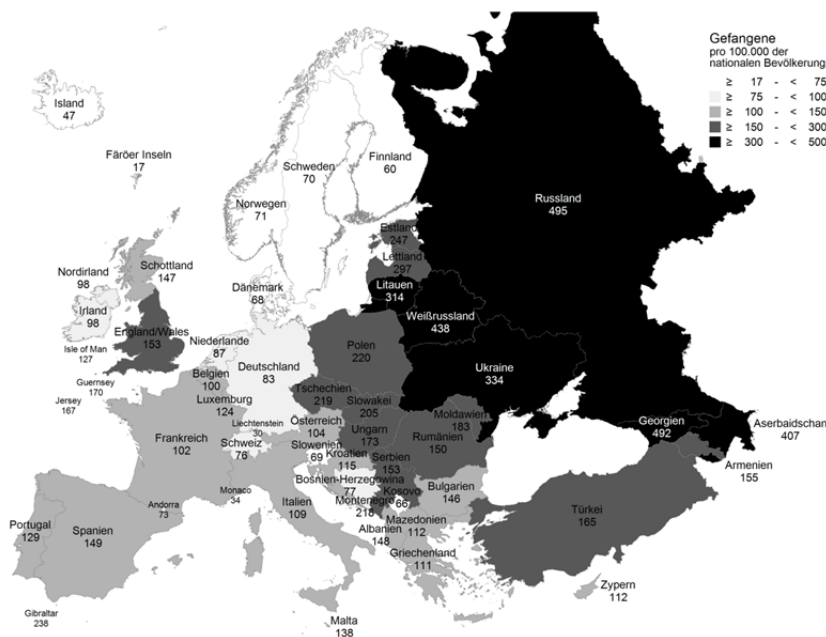 Gefangene
pro 100.000 der
nationalen Bevölkerung
≥ 17 - < 75
≥ 75 - < 100
≥ 100 - < 150
≥ 150 - < 300
≥ 300 - < 500
Island
47
Färöer Inseln
17
Schweden
70
Finnland
60
Norwegen
71
Russland
495
Estland
247
Lettland
297
Litauen
314
Schottland
147
Nordirland
98
Irland
98
Dänemark
68
Weißrussland
438
England/Wales
153
Isle of Man
127
Niederlande
87
Polen
220
Belgien
100
Deutschland
83
Ukraine
334
Guernsey
170
Jersey
167
Luxemburg
124
Tschechien
219
Slowakei
205
Moldawien
183
Georgien
492
Aserbaidschan
407
Armenien
155
Liechtenstein
30
Österreich
104
Ungarn
173
Rumänien
150
Frankreich
102
Schweiz
76
Slowenien
69
Kroatien
115
Serbien
153
Bosnien-Herzegowina
77
Kosovo
66
Bulgarien
146
Monaco
34
Andorra
73
Italien
109
Montenegro
218
Mazedonien
112
Albanien
148
Griechenland
111
Türkei
165
Portugal
129
Spanien
149
Gibraltar
238
Malta
138
Zypern
112